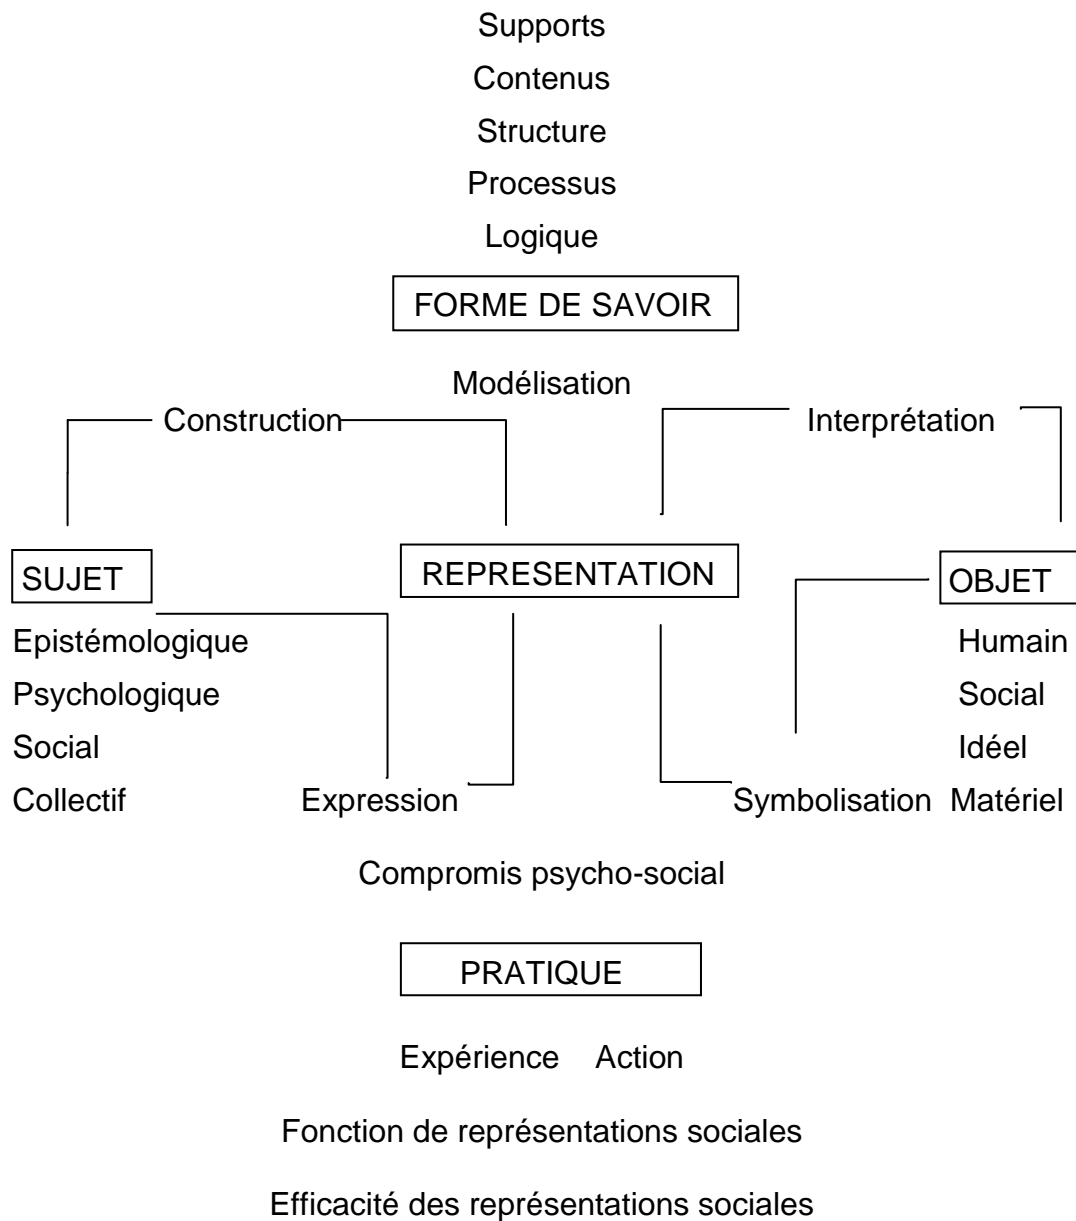 Supports
Contenus
Structure
Processus
Logique
FORME DE SAVOIR
Modélisation
Construction
Interprétation
SUJET
REPRESENTATION
OBJET
Epistémologique
Humain
Psychologique
Social
Social
Idéel
Collectif
Expression
Symbolisation
Matériel
Compromis psycho-social
PRATIQUE
Expérience Action
Fonction de représentations sociales
Efficacité des représentations sociales